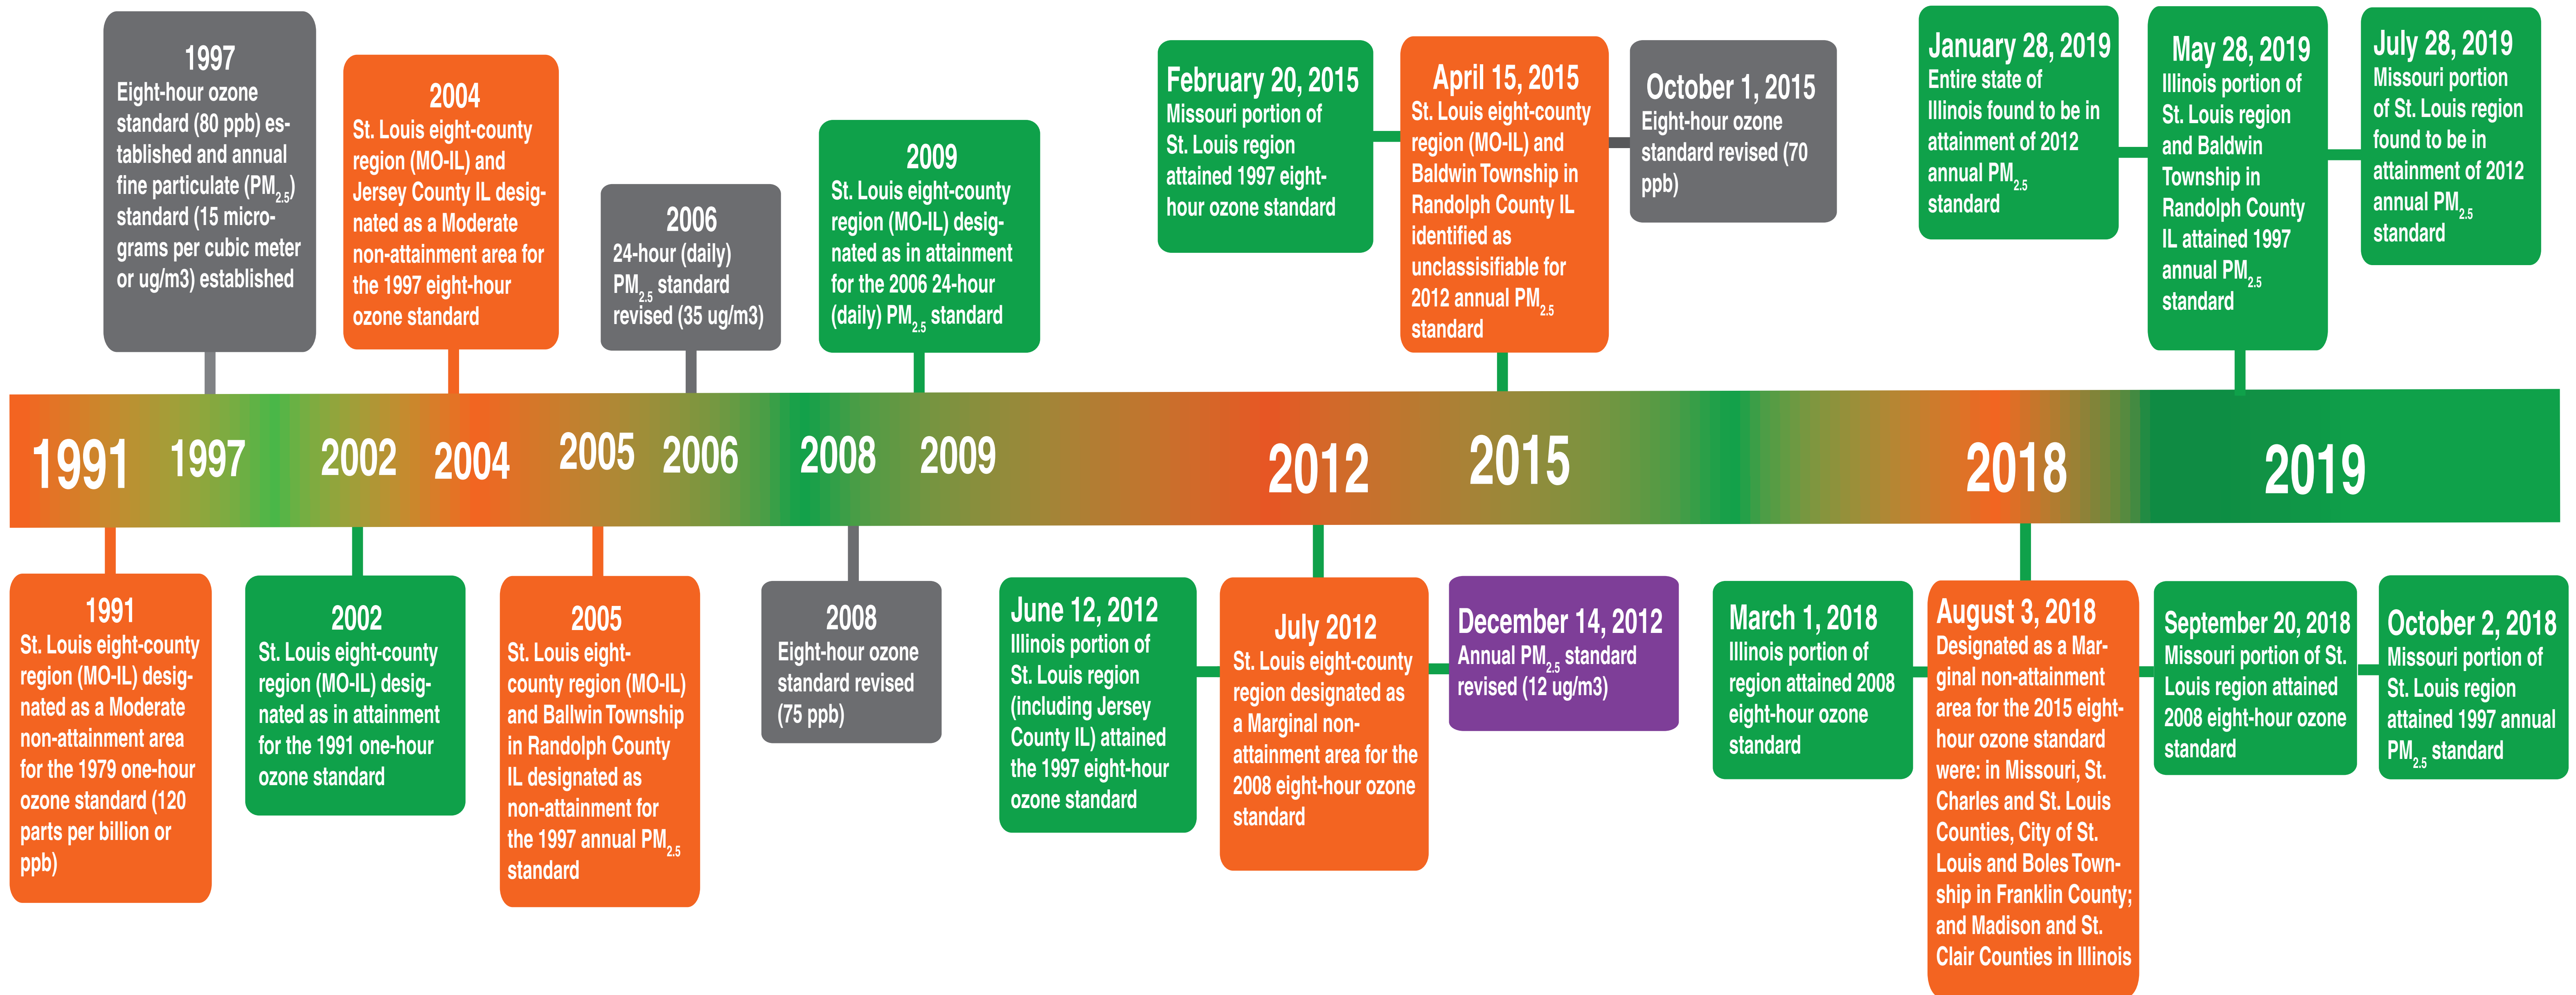 1997
Eight-hour ozone
standard (80 ppb) es-
tablished and annual
fine particulate (PM2.5)
standard (15 micro-
grams per cubic meter
or ug/m3) established
2004
St. Louis eight-county
region (MO-IL) and
Jersey County IL desig-
nated as a Moderate
non-attainment area for
the 1997 eight-hour
ozone standard
2006
24-hour (daily)
PM2.5 standard
revised (35 ug/m3)
2009
St. Louis eight-county
region (MO-IL) desig-
nated as in attainment
for the 2006 24-hour
(daily) PM2.5 standard
February 20, 2015
Missouri portion of
St. Louis region
attained 1997 eight-
hour ozone standard
April 15, 2015
St. Louis eight-county
region (MO-IL) and
Baldwin Township in
Randolph County IL
identified as
unclassisifiable for
2012 annual PM2.5
standard
October 1, 2015
Eight-hour ozone
standard revised (70
ppb)
January 28, 2019
Entire state of
Illinois found to be in
attainment of 2012
annual PM2.5
standard
May 28, 2019
Illinois portion of
St. Louis region
and Baldwin
Township in
Randolph County
IL attained 1997
annual PM2.5
standard
July 28, 2019
Missouri portion
of St. Louis region
found to be in
attainment of 2012
annual PM2.5
standard
1991 1997 2002 2004 2005 2006 2008 2009 2012 2015 2018 2019
1991
St. Louis eight-county
region (MO-IL) desig-
nated as a Moderate
non-attainment area
for the 1979 one-hour
ozone standard (120
parts per billion or
ppb)
2002
St. Louis eight-county
region (MO-IL) desig-
nated as in attainment
for the 1991 one-hour
ozone standard
2005
St. Louis eight-
county region (MO-IL)
and Ballwin Township
in Randolph County
IL designated as
non-attainment for
the 1997 annual PM2.5
standard
2008
Eight-hour ozone
standard revised
(75 ppb)
June 12, 2012
Illinois portion of
St. Louis region
(including Jersey
County IL) attained
the 1997 eight-hour
ozone standard
July 2012
St. Louis eight-county
region designated as
a Marginal non-
attainment area for the
2008 eight-hour ozone
standard
December 14, 2012
Annual PM2.5 standard
revised (12 ug/m3)
March 1, 2018
Illinois portion of
region attained 2008
eight-hour ozone
standard
August 3, 2018
Designated as a Mar-
ginal non-attainment
area for the 2015 eight-
hour ozone standard
were: in Missouri, St.
Charles and St. Louis
Counties, City of St.
Louis and Boles Town-
ship in Franklin County;
and Madison and St.
Clair Counties in Illinois
September 20, 2018
Missouri portion of St.
Louis region attained
2008 eight-hour ozone
standard
October 2, 2018
Missouri portion of
St. Louis region
attained 1997 annual
PM2.5 standard